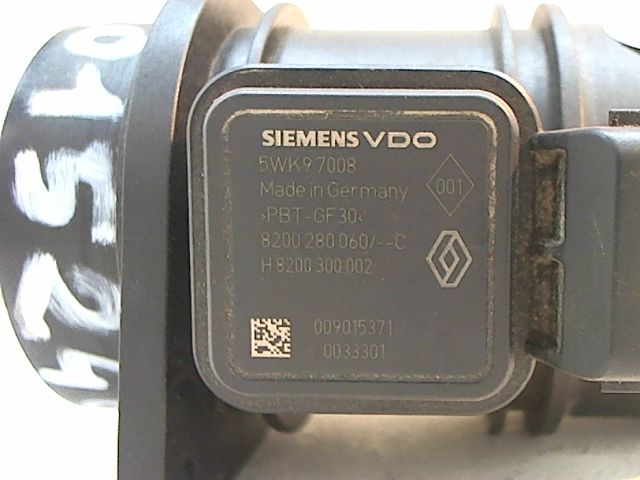 SIEMENS VDO
5WK9 7008
Made in Germany
001
>PBT-GF30<
8200 280 060/--C
H 8200 300 002
009015371
0033301